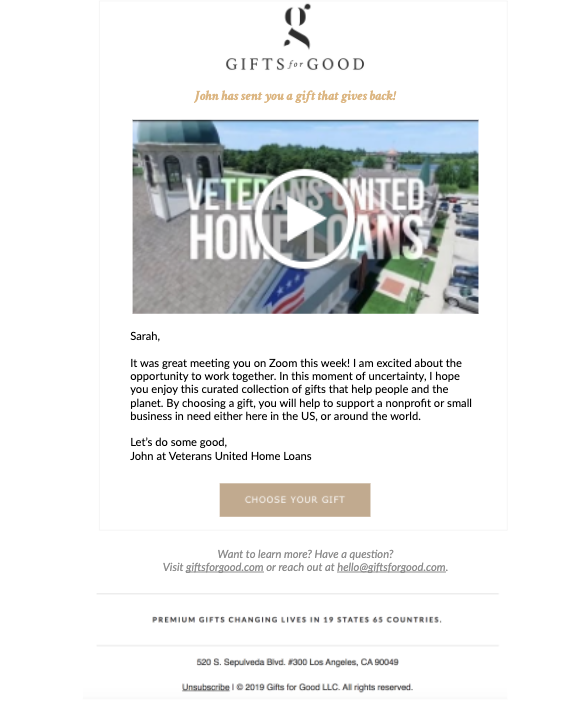 g
GIFTS for GOOD
John has sent you a gift that gives back!
VETERANS UNITED
HOME LOANS
Sarah,
It was great meeting you on Zoom this week! I am excited about the
opportunity to work together. In this moment of uncertainty, I hope
you enjoy this curated collection of gifts that help people and the
planet. By choosing a gift, you will help to support a nonprofit or small
business in need either here in the US, or around the world.
Let's do some good,
John at Veterans United Home Loans
CHOOSE YOUR GIFT
Want to learn more? Have a question?
Visit giftsforgood.com or reach out at hello@giftsforgood.com.
PREMIUM GIFTS CHANGING LIVES IN 19 STATES 65 COUNTRIES.
520 S. Sepulveda Blvd. #300 Los Angeles, CA 90049
Unsubscribe | © 2019 Gifts for Good LLC. All rights reserved.